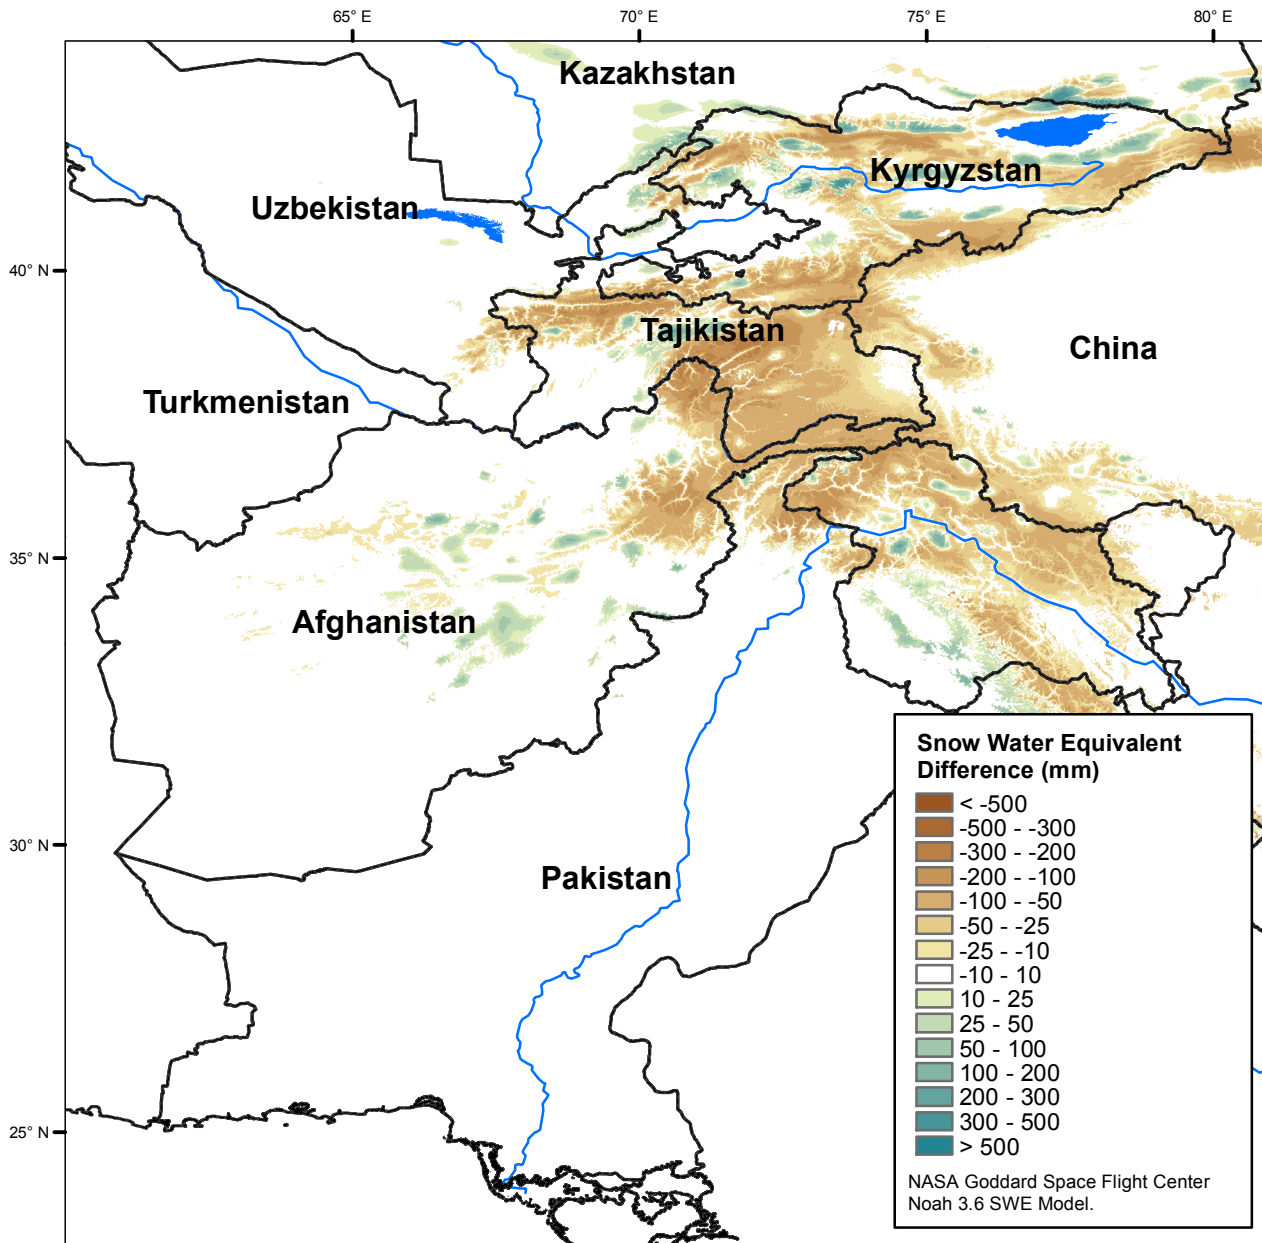 65° E
70° E
75° E
80° E
Kazakhstan
Kyrgyzstan
Uzbekistan
40° N
Tajikistan
China
Turkmenistan
35° N
Afghanistan
30° N
Pakistan
25° N
Snow Water Equivalent
Difference (mm)
< -500
-500 - -300
-300 - -200
-200 - -100
-100 - -50
-50 - -25
-25 - -10
-10 - 10
10 - 25
25 - 50
50 - 100
100 - 200
200 - 300
300 - 500
> 500
NASA Goddard Space Flight Center
Noah 3.6 SWE Model.